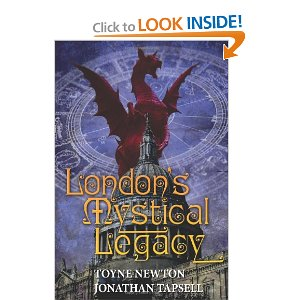 Click to
LOOK INSIDE!
London's
Mystical
Legacy
TOYNE NEWTON
JONATHAN TAPSELL